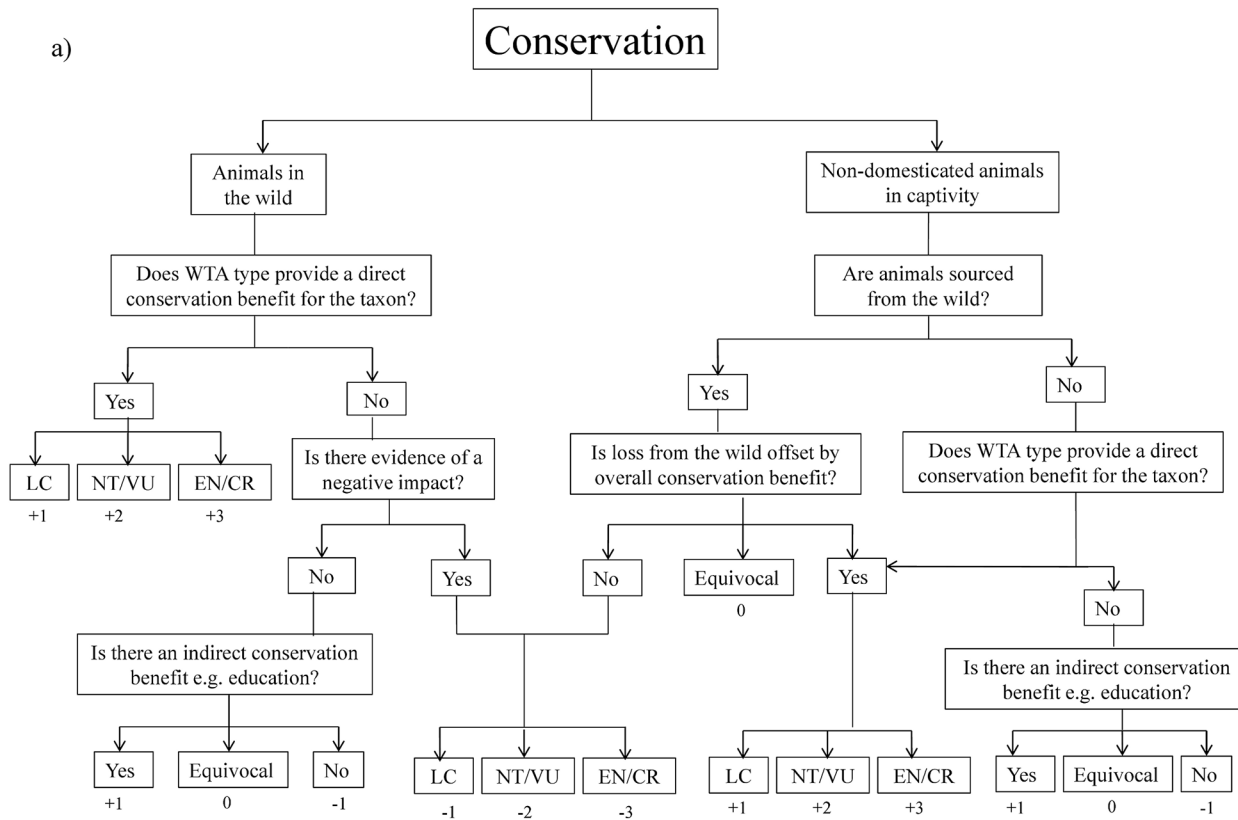 a)
Conservation
Animals in
the wild
Non-domesticated animals
in captivity
Does WTA type provide a direct
conservation benefit for the taxon?
Are animals sourced
from the wild?
Yes
No
Yes
No
LC
NT/VU
EN/CR
+1
+2
+3
Is there evidence of a
negative impact?
Is loss from the wild offset by
overall conservation benefit?
Does WTA type provide a direct
conservation benefit for the taxon?
No
Yes
No
Equivocal
0
Yes
No
Is there an indirect conservation
benefit e.g. education?
Is there an indirect conservation
benefit e.g. education?
Yes
Equivocal
No
+1
0
-1
LC
NT/VU
EN/CR
-1
-2
-3
LC
NT/VU
EN/CR
+1
+2
+3
Yes
Equivocal
No
+1
0
-1